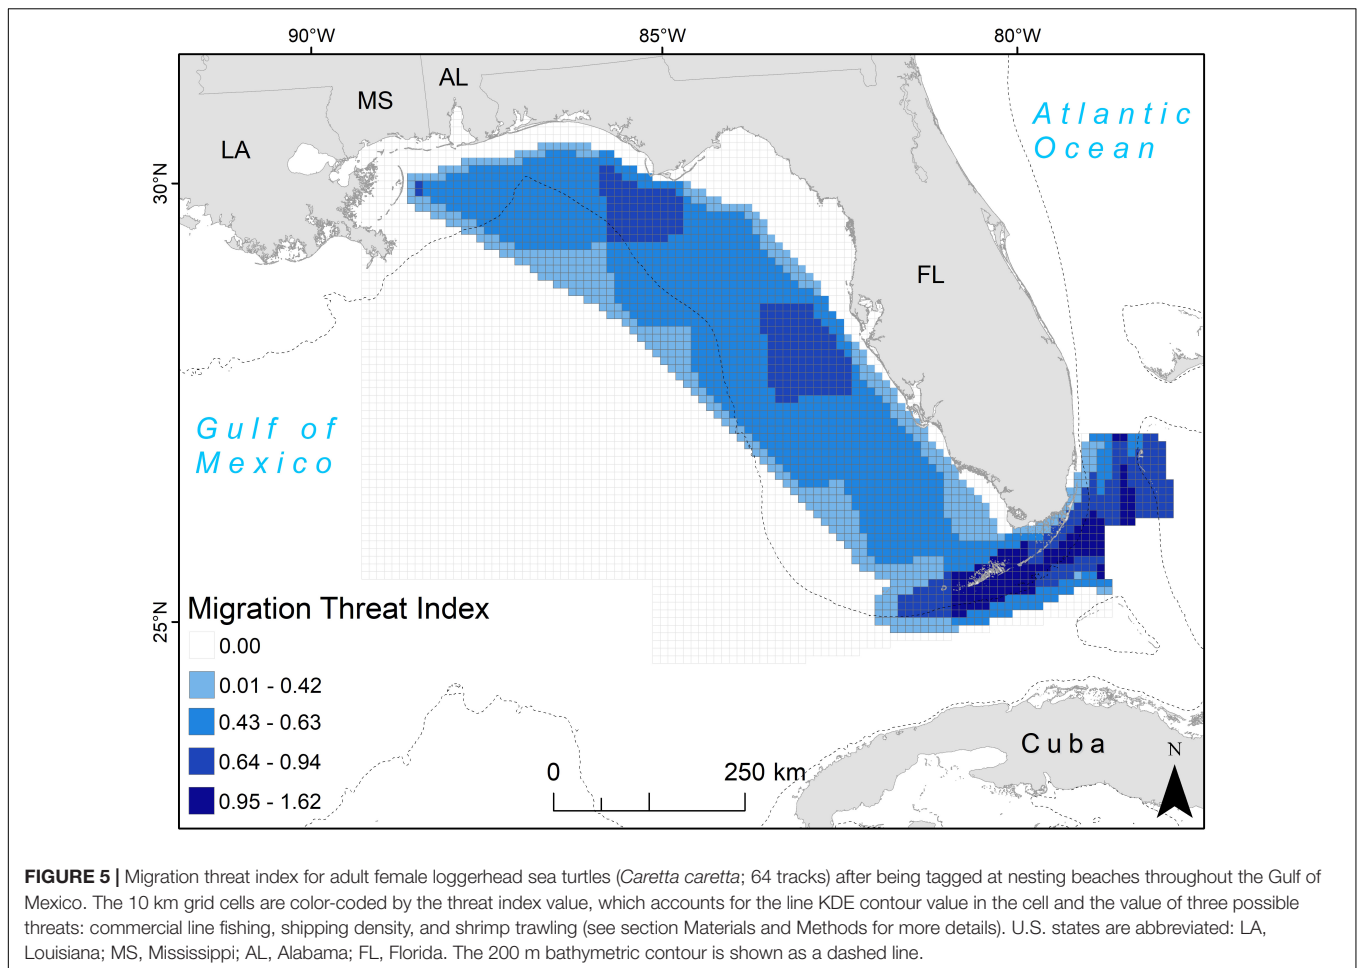 90°W 85°W 80°W
AL
MS
LA
Atlantic
Ocean
30°N
FL
Gulf of
Mexico
25°N
Migration Threat Index
0.00
0.01 - 0.42
0.43 - 0.63
0.64 - 0.94
0.95 - 1.62
0 250 km
Cuba
N
FIGURE 5 | Migration threat index for adult female loggerhead sea turtles (Caretta caretta; 64 tracks) after being tagged at nesting beaches throughout the Gulf of
Mexico. The 10 km grid cells are color-coded by the threat index value, which accounts for the line KDE contour value in the cell and the value of three possible
threats: commercial line fishing, shipping density, and shrimp trawling (see section Materials and Methods for more details). U.S. states are abbreviated: LA,
Louisiana; MS, Mississippi; AL, Alabama; FL, Florida. The 200 m bathymetric contour is shown as a dashed line.